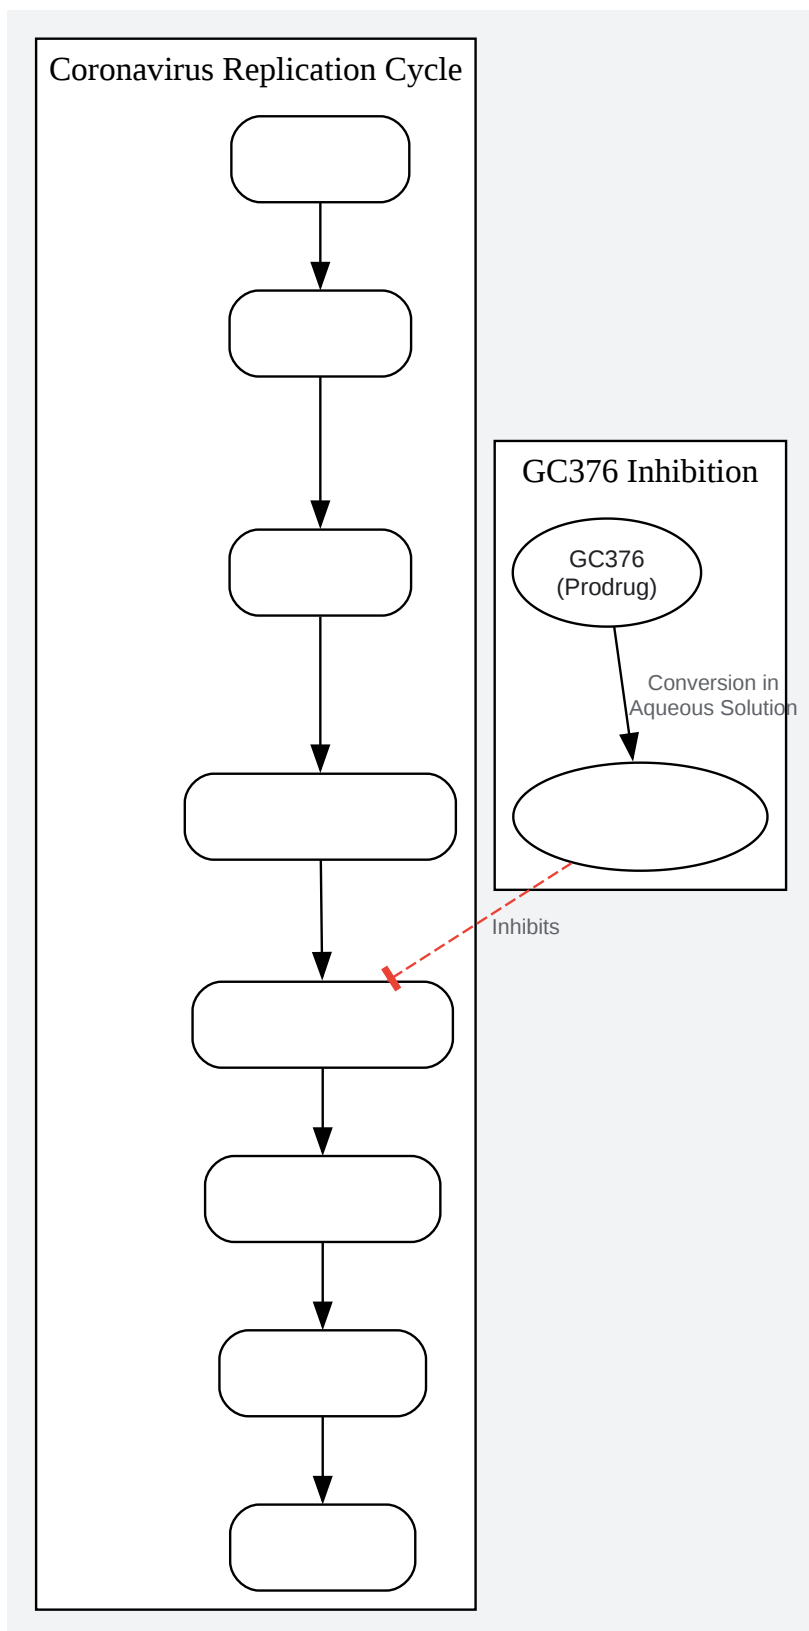 Coronavirus Replication Cycle
GC376 Inhibition
GC376
(Prodrug)
Conversion in
Aqueous Solution
Inhibits